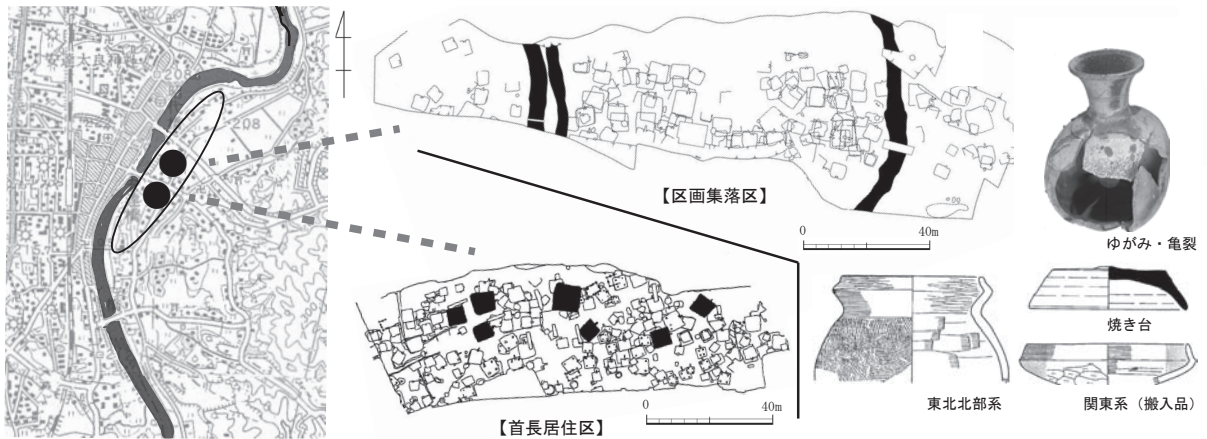 【区画集落区】
0
40m
ゆがみ・亀裂
焼き台
東北北部系
関東系（搬入品）
【首長居住区】
0
40m
208